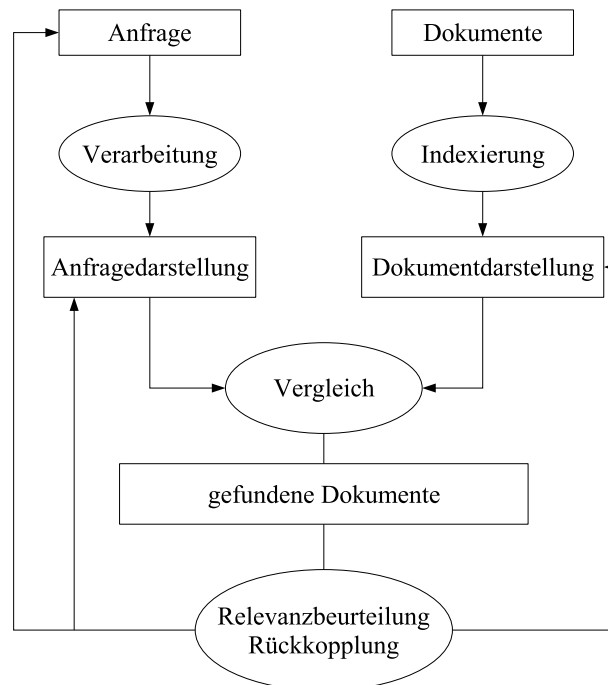 Anfrage
Dokumente
Verarbeitung
Indexierung
Anfragedarstellung
Dokumentdarstellung
Vergleich
gefundene Dokumente
Relevanzbeurteilung
Rückkopplung